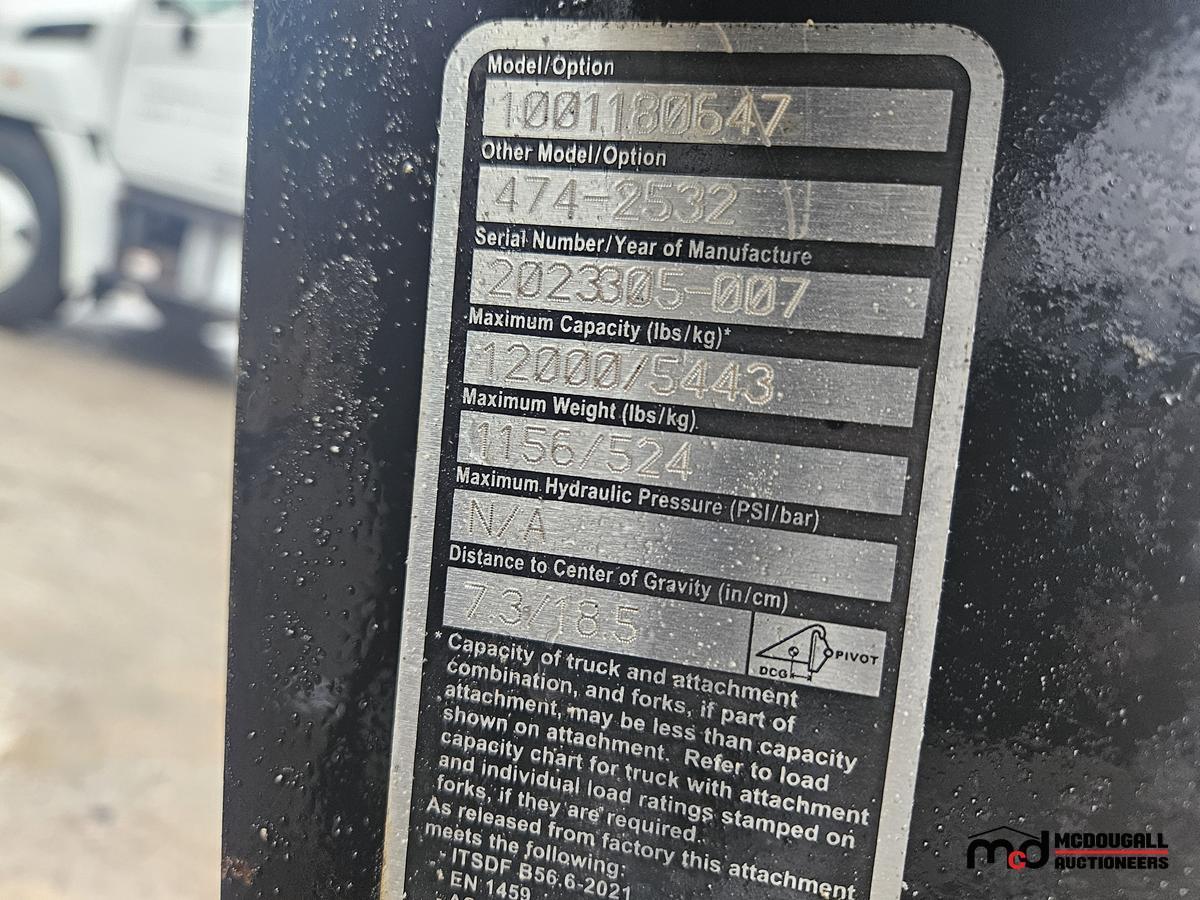 Model/Option
1001180647
Other Model/Option
474-2532
Serial Number/Year of Manufacture
2023305-007
Maximum Capacity (lbs/kg)*
12000/5443
Maximum Weight (lbs/kg)
1156/524
Maximum Hydraulic Pressure (PSI/bar)
N/A
Distance to Center of Gravity (in/cm)
7.3/18.5
PIVOT
DCG
* Capacity of truck and attachment
combination, and forks, if part of
attachment, may be less than capacity
shown on attachment. Refer to load
capacity chart for truck with attachment
and individual load ratings stamped on
forks, if they are required.
As released from factory this attachment
meets the following:
- ITSDF B56.6-2021
- EN 1459
mcd MCDOUGALL
AUCTIONEERS